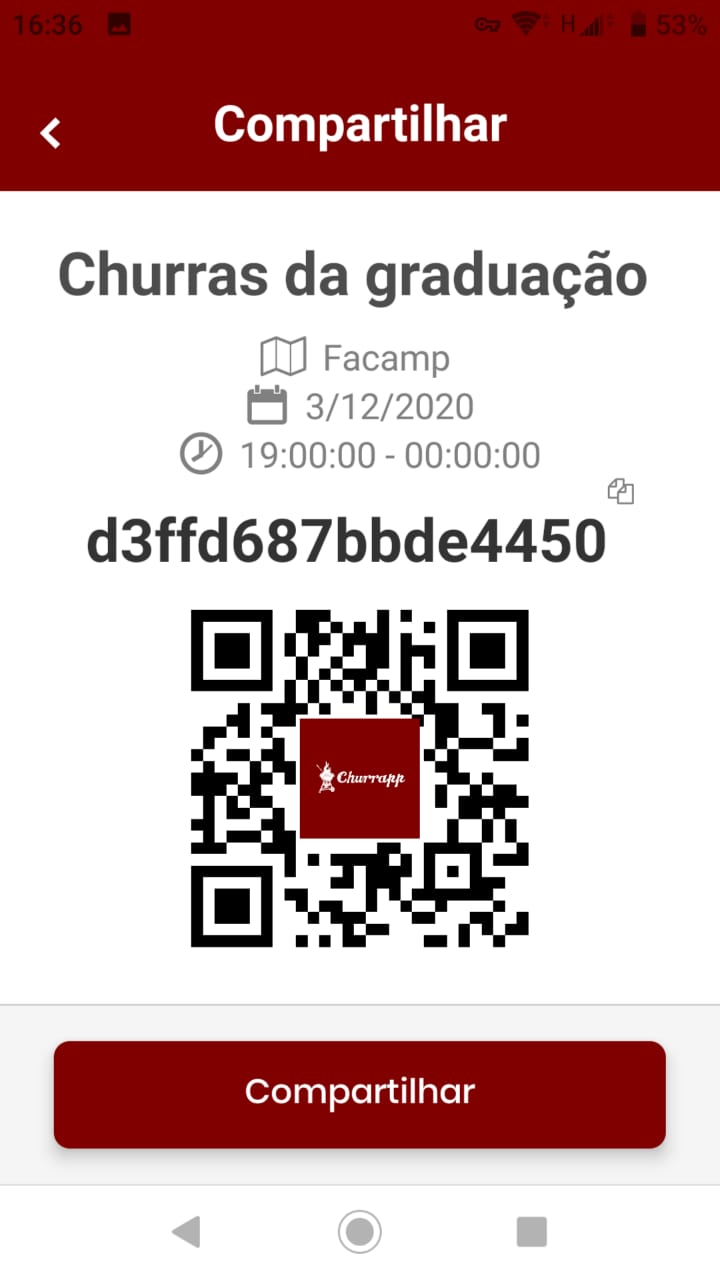 16:36 H 53%
Compartilhar
Churras da graduação
Facamp
3/12/2020
19:00:00 - 00:00:00
d3ffd687bbde4450
Churrapp
Compartilhar